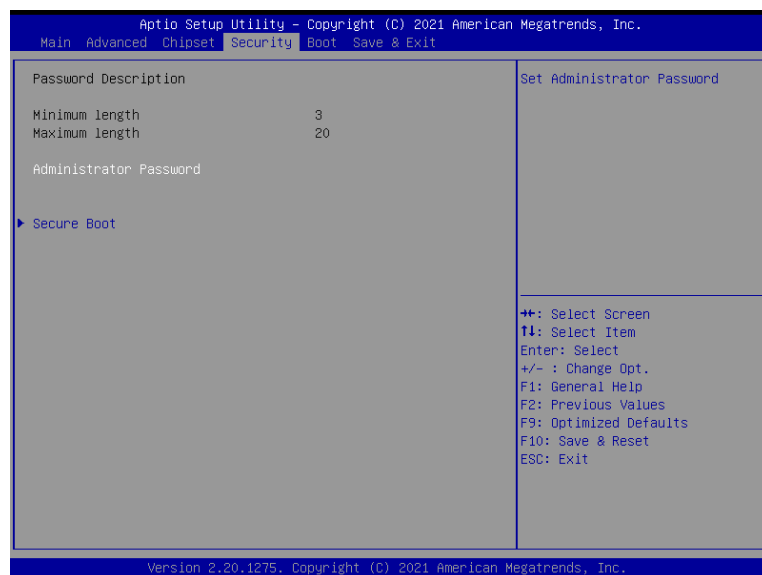 Aptio Setup Utility – Copyright (C) 2021 American Megatrends, Inc.
Main Advanced Chipset Security Boot Save & Exit
Password Description
Minimum length 3
Maximum length 20
Administrator Password
Secure Boot
Set Administrator Password
→←: Select Screen
↑↓: Select Item
Enter: Select
+/- : Change Opt.
F1: General Help
F2: Previous Values
F9: Optimized Defaults
F10: Save & Reset
ESC: Exit
Version 2.20.1275. Copyright (C) 2021 American Megatrends, Inc.